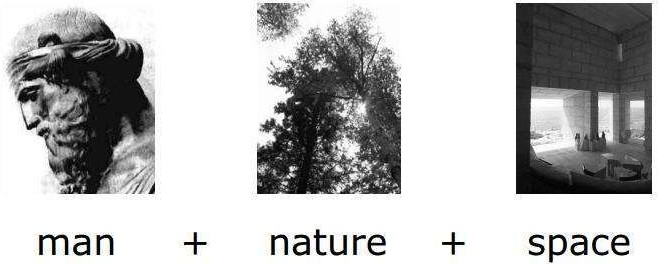 man + nature + space